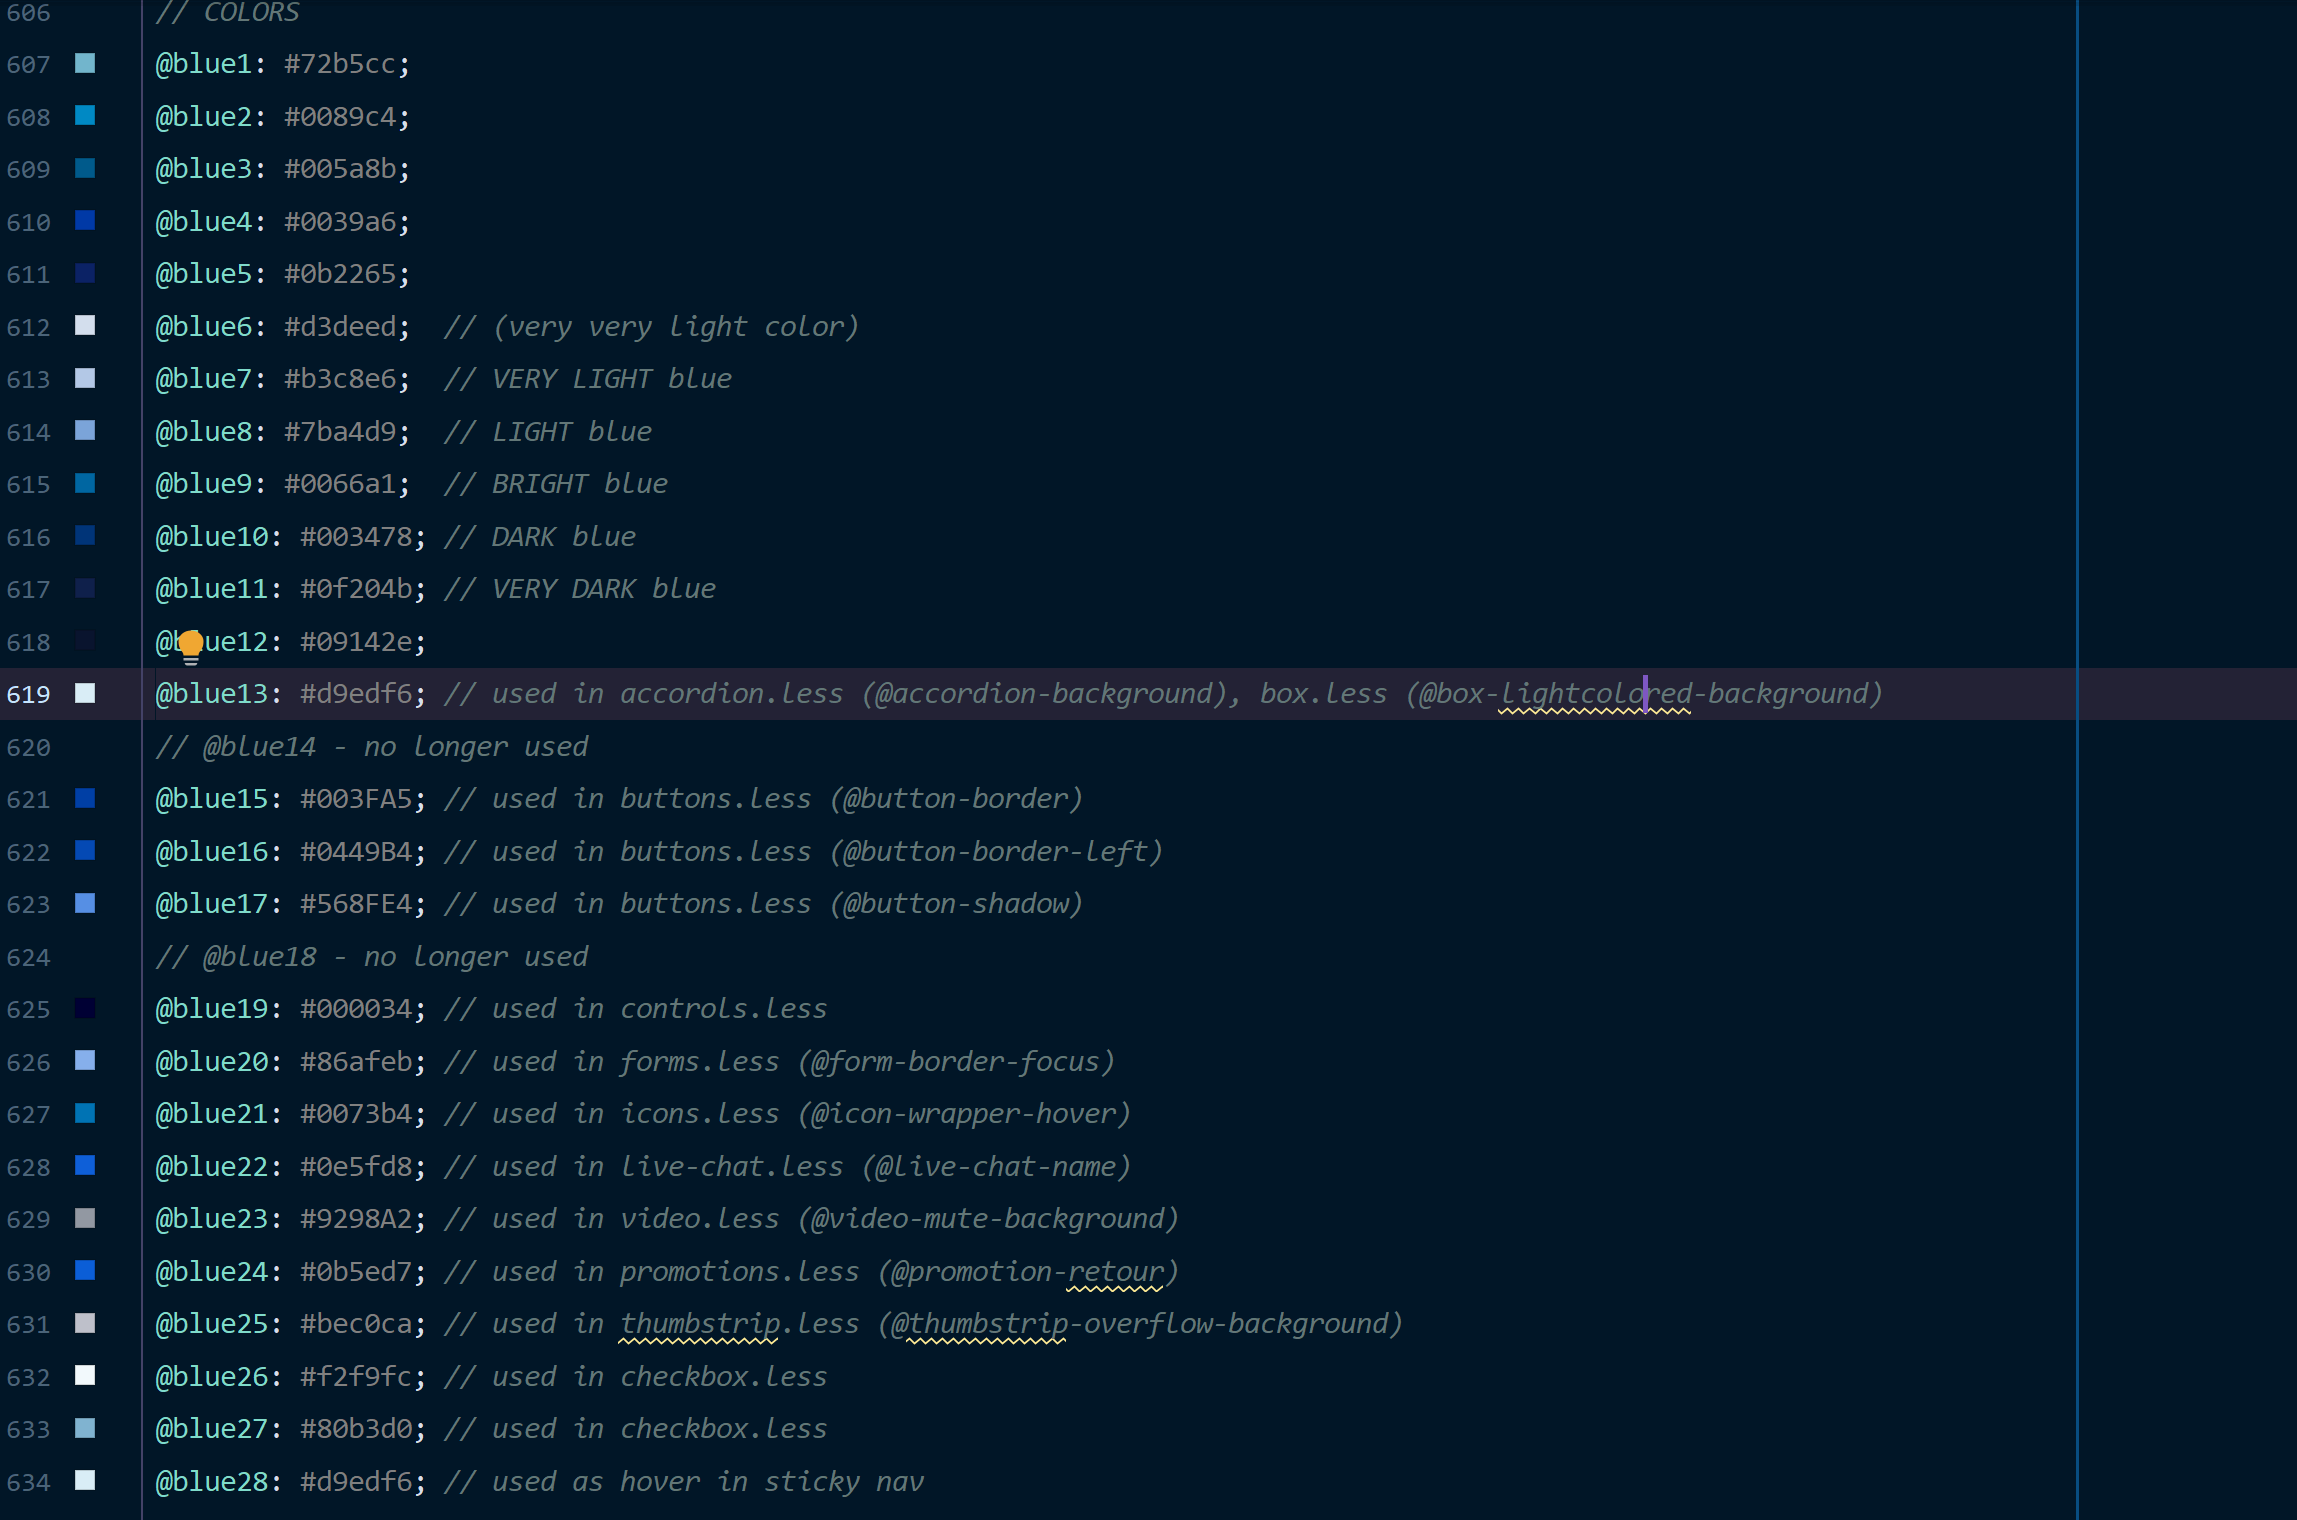 606 // COLORS
607 @blue1: #72b5cc;
608 @blue2: #0089c4;
609 @blue3: #005a8b;
610 @blue4: #0039a6;
611 @blue5: #0b2265;
612 @blue6: #d3deed; // (very very light color)
613 @blue7: #b3c8e6; // VERY LIGHT blue
614 @blue8: #7ba4d9; // LIGHT blue
615 @blue9: #0066a1; // BRIGHT blue
616 @blue10: #003478; // DARK blue
617 @blue11: #0f204b; // VERY DARK blue
618 @blue12: #09142e;
619 @blue13: #d9edf6; // used in accordion.less (@accordion-background), box.less (@box-lightcolored-background)
620 // @blue14 - no longer used
621 @blue15: #003FA5; // used in buttons.less (@button-border)
622 @blue16: #0449B4; // used in buttons.less (@button-border-left)
623 @blue17: #568FE4; // used in buttons.less (@button-shadow)
624 // @blue18 - no longer used
625 @blue19: #000034; // used in controls.less
626 @blue20: #86afeb; // used in forms.less (@form-border-focus)
627 @blue21: #0073b4; // used in icons.less (@icon-wrapper-hover)
628 @blue22: #0e5fd8; // used in live-chat.less (@live-chat-name)
629 @blue23: #9298A2; // used in video.less (@video-mute-background)
630 @blue24: #0b5ed7; // used in promotions.less (@promotion-retour)
631 @blue25: #bec0ca; // used in thumbstrip.less (@thumbstrip-overflow-background)
632 @blue26: #f2f9fc; // used in checkbox.less
633 @blue27: #80b3d0; // used in checkbox.less
634 @blue28: #d9edf6; // used as hover in sticky nav